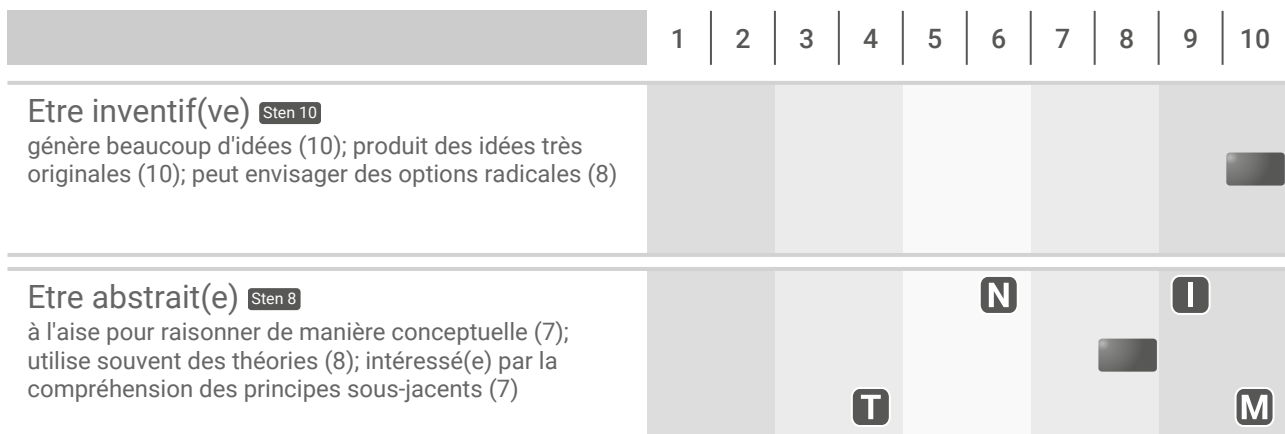 1 2 3 4 5 6 7 8 9 10
Etre inventif(ve) Sten 10
génère beaucoup d'idées (10); produit des idées très
originales (10); peut envisager des options radicales (8)
Etre abstrait(e) Sten 8
N I
à l'aise pour raisonner de manière conceptuelle (7);
utilise souvent des théories (8); intéressé(e) par la
compréhension des principes sous-jacents (7)
T M